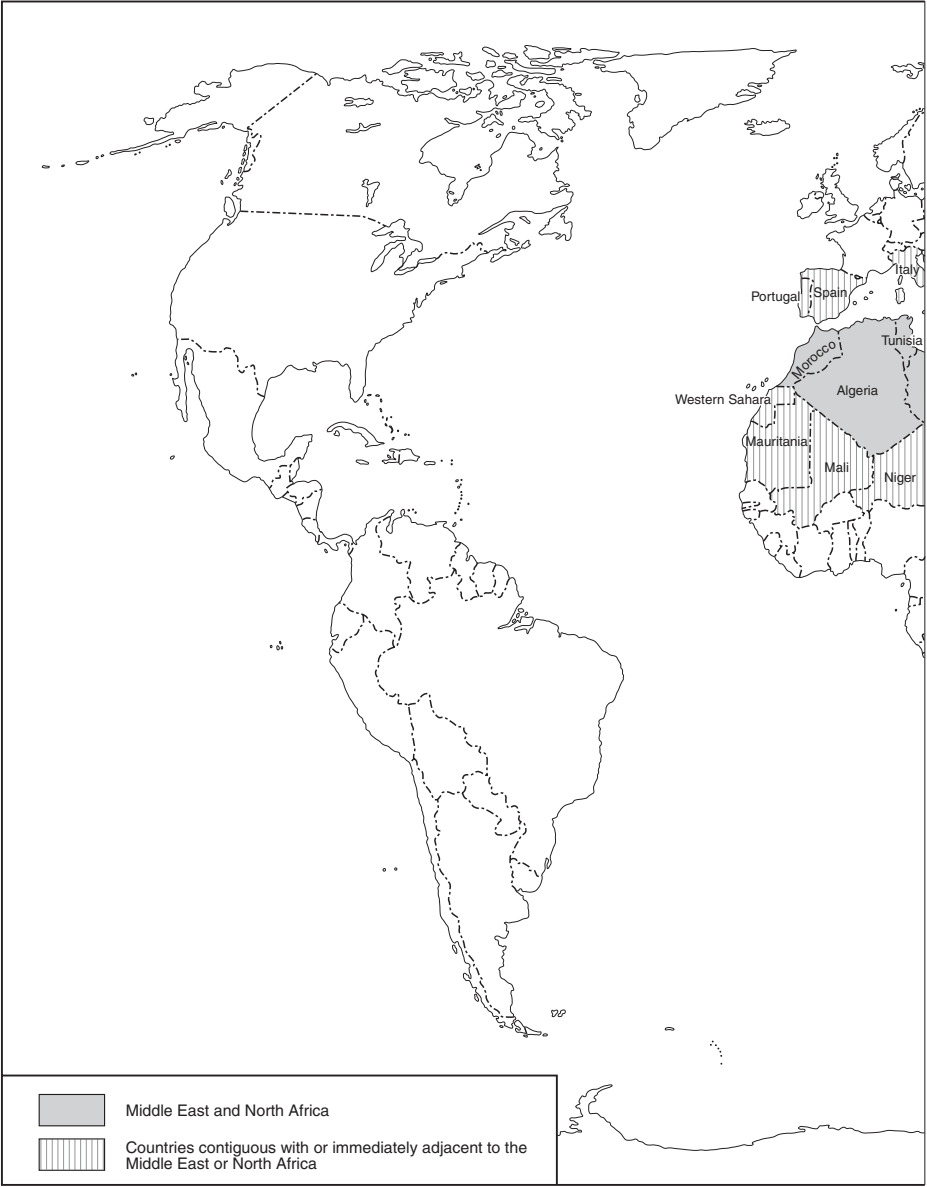 Italy
Portugal
Spain
Morocco
Tunisia
Algeria
Western Sahara
Mauritania
Mali
Niger
Middle East and North Africa
Countries contiguous with or immediately adjacent to the
Middle East or North Africa